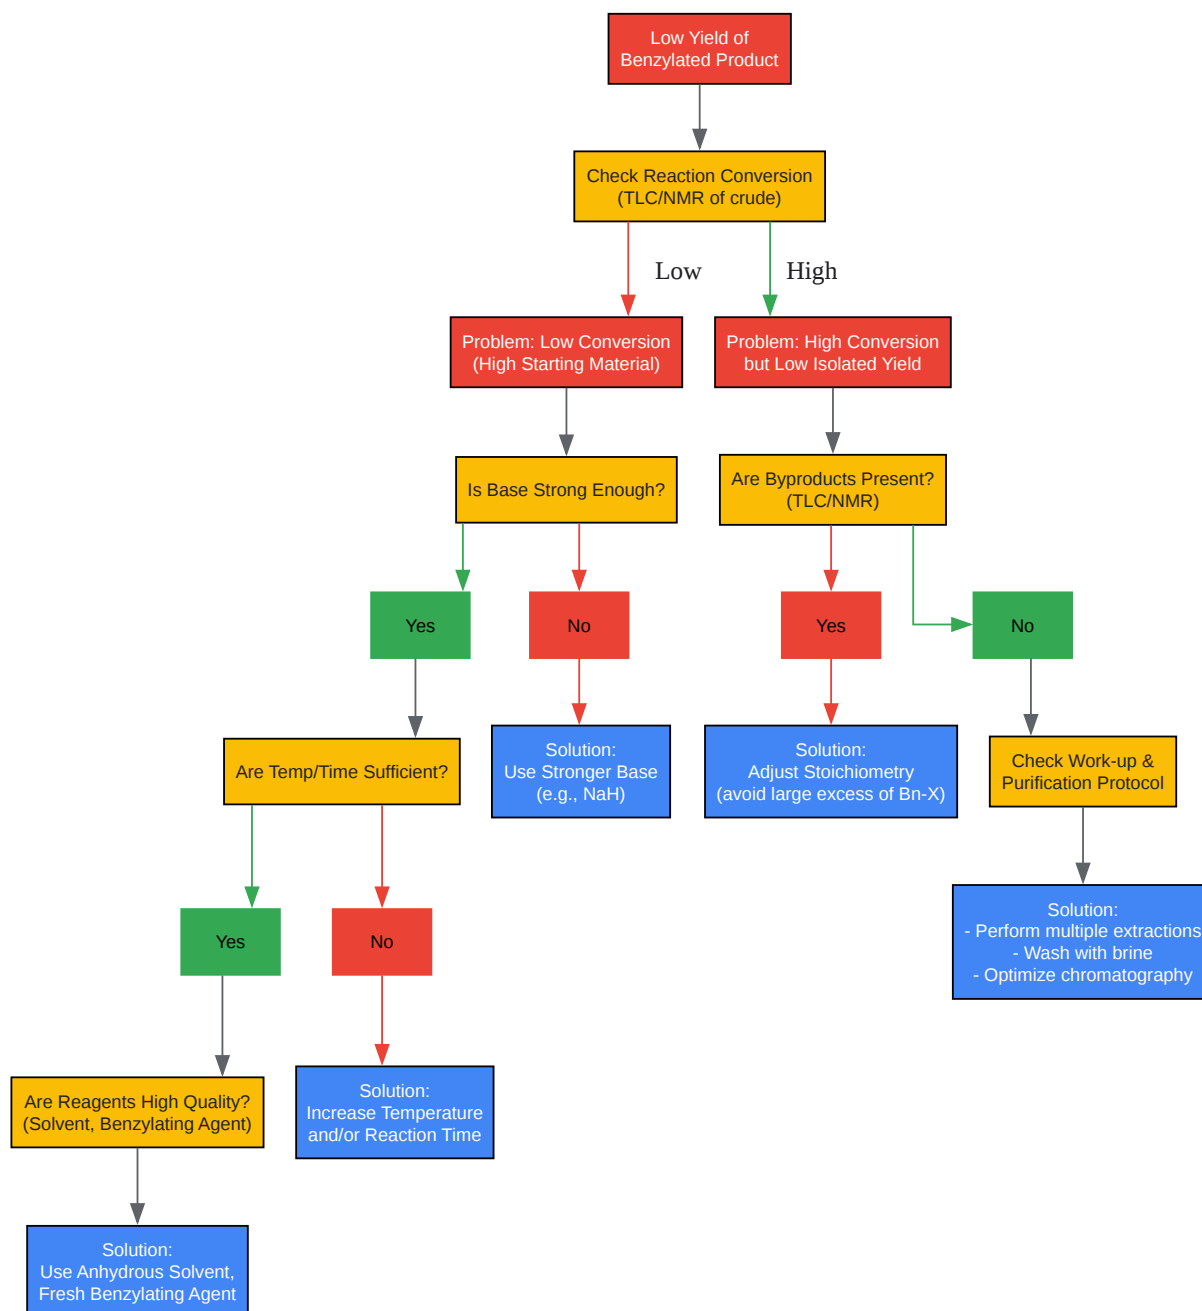 Low Yield of
Benzylated Product
Check Reaction Conversion
(TLC/NMR of crude)
Low
High
Problem: Low Conversion
(High Starting Material)
Problem: High Conversion
but Low Isolated Yield
Is Base Strong Enough?
Are Byproducts Present?
(TLC/NMR)
Yes
No
Yes
No
Are Temp/Time Sufficient?
Solution:
Use Stronger Base
(e.g., NaH)
Solution:
Adjust Stoichiometry
(avoid large excess of Bn-X)
Check Work-up &
Purification Protocol
Yes
No
Solution:
- Perform multiple extractions
- Wash with brine
- Optimize chromatography
Are Reagents High Quality?
(Solvent, Benzylating Agent)
Solution:
Increase Temperature
and/or Reaction Time
Solution:
Use Anhydrous Solvent,
Fresh Benzylating Agent